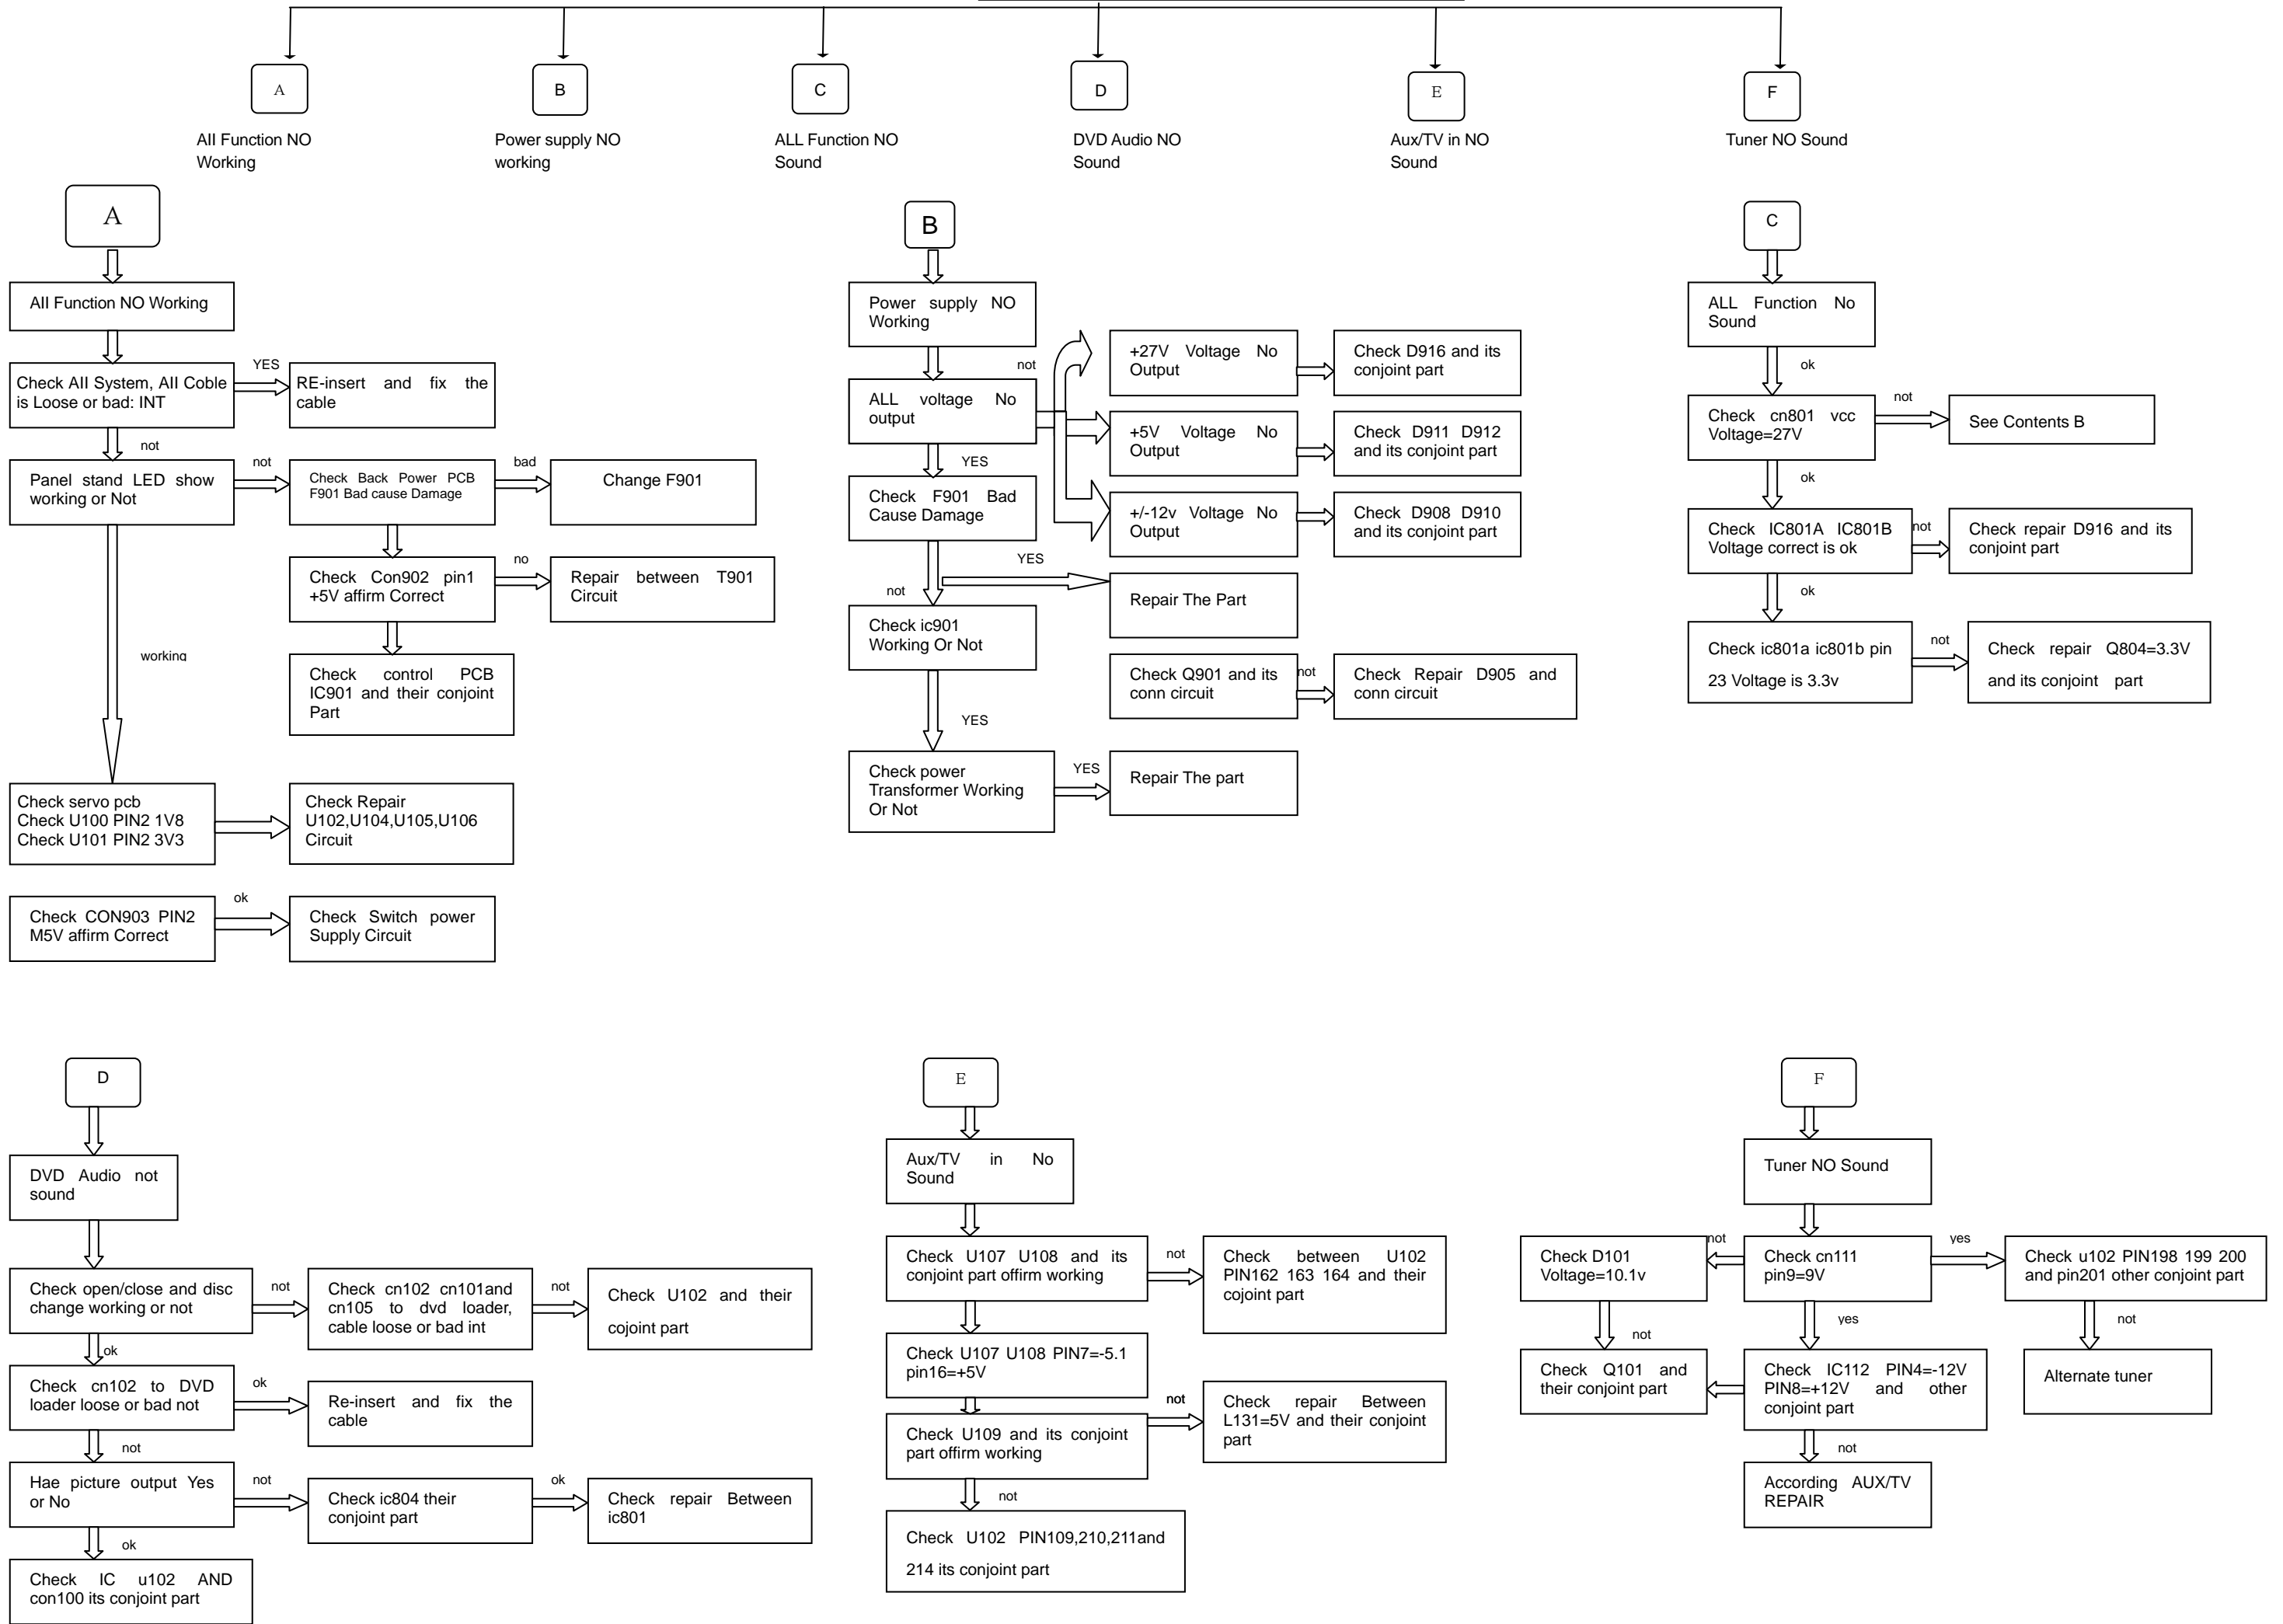 A
B
C
D
E
F
AII Function NO
Working
Power supply NO
working
ALL Function NO
Sound
DVD Audio NO
Sound
Aux/TV in NO
Sound
Tuner NO Sound
A
AII Function NO Working
Check AII System, AII Coble
is Loose or bad: INT
YES
RE-insert and fix the
cable
not
Panel stand LED show
working or Not
not
Check Back Power PCB
F901 Bad cause Damage
bad
Change F901
Check Con902 pin1
+5V affirm Correct
no
Repair between T901
Circuit
Check control PCB
IC901 and their conjoint
Part
working
Check servo pcb
Check U100 PIN2 1V8
Check U101 PIN2 3V3
Check Repair
U102,U104,U105,U106
Circuit
Check CON903 PIN2
M5V affirm Correct
ok
Check Switch power
Supply Circuit
B
Power supply NO
Working
ALL voltage No
output
not
+27V Voltage No
Output
Check D916 and its
conjoint part
+5V Voltage No
Output
Check D911 D912
and its conjoint part
+/-12v Voltage No
Output
Check D908 D910
and its conjoint part
YES
Check F901 Bad
Cause Damage
YES
Repair The Part
not
Check ic901
Working Or Not
Check Q901 and its
conn circuit
not
Check Repair D905 and
conn circuit
YES
Check power
Transformer Working
Or Not
YES
Repair The part
C
ALL Function No
Sound
ok
Check cn801 vcc
Voltage=27V
not
See Contents B
ok
Check IC801A IC801B
Voltage correct is ok
not
Check repair D916 and its
conjoint part
ok
Check ic801a ic801b pin
23 Voltage is 3.3v
not
Check repair Q804=3.3V
and its conjoint part
D
DVD Audio not
sound
Check open/close and disc
change working or not
not
Check cn102 cn101and
cn105 to dvd loader,
cable loose or bad int
not
Check U102 and their
cojoint part
ok
Check cn102 to DVD
loader loose or bad not
ok
Re-insert and fix the
cable
not
Hae picture output Yes
or No
not
Check ic804 their
conjoint part
ok
Check repair Between
ic801
ok
Check IC u102 AND
con100 its conjoint part
E
Aux/TV in No
Sound
Check U107 U108 and its
conjoint part offirm working
not
Check between U102
PIN162 163 164 and their
cojoint part
Check U107 U108 PIN7=-5.1
pin16=+5V
Check U109 and its conjoint
part offirm working
not
Check repair Between
L131=5V and their conjoint
part
not
Check U102 PIN109,210,211and
214 its conjoint part
F
Tuner NO Sound
Check D101
Voltage=10.1v
not
Check cn111
pin9=9V
yes
Check u102 PIN198 199 200
and pin201 other conjoint part
not
yes
not
Check Q101 and
their conjoint part
Check IC112 PIN4=-12V
PIN8=+12V and other
conjoint part
Alternate tuner
not
According AUX/TV
REPAIR